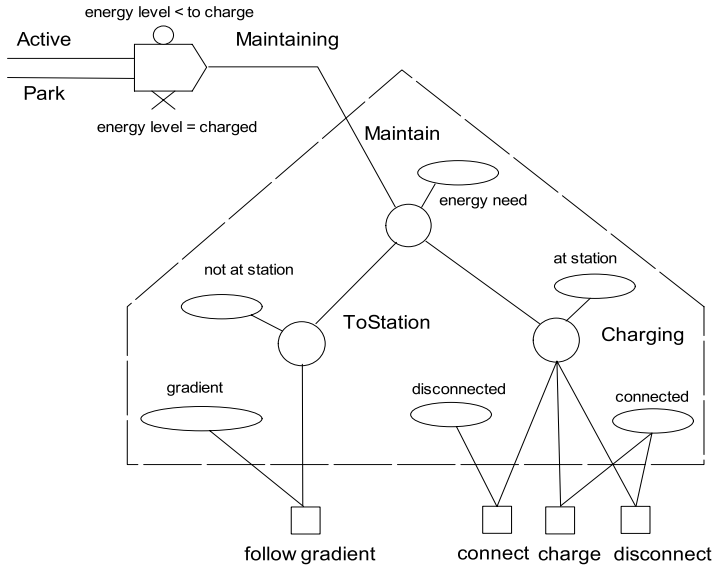 energy level < to charge
Active
Maintaining
Park
energy level = charged
Maintain
energy need
not at station
at station
ToStation
Charging
gradient
disconnected
connected
follow gradient
connect
charge
disconnect